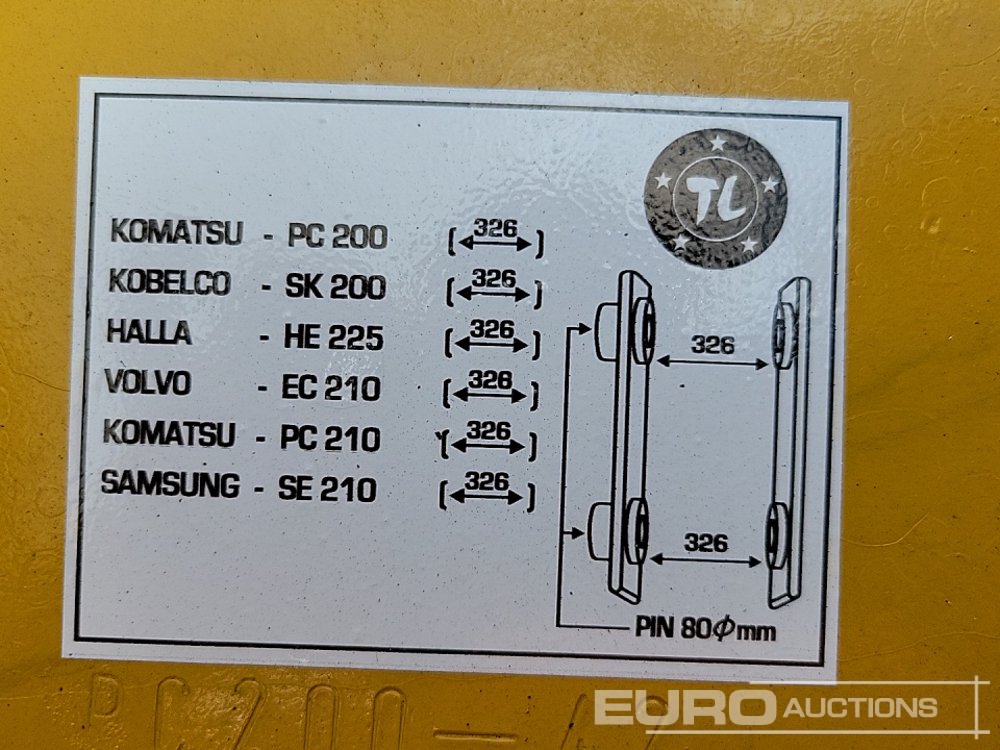 TL
KOMATSU - PC 200 [326]
KOBELCO - SK 200 [326]
HALLA - HE 225 [326]
VOLVO - EC 210 [326]
KOMATSU - PC 210 [326]
SAMSUNG - SE 210 [326]
326
326
PIN 80ϕmm
PC200-
EURO AUCTIONS